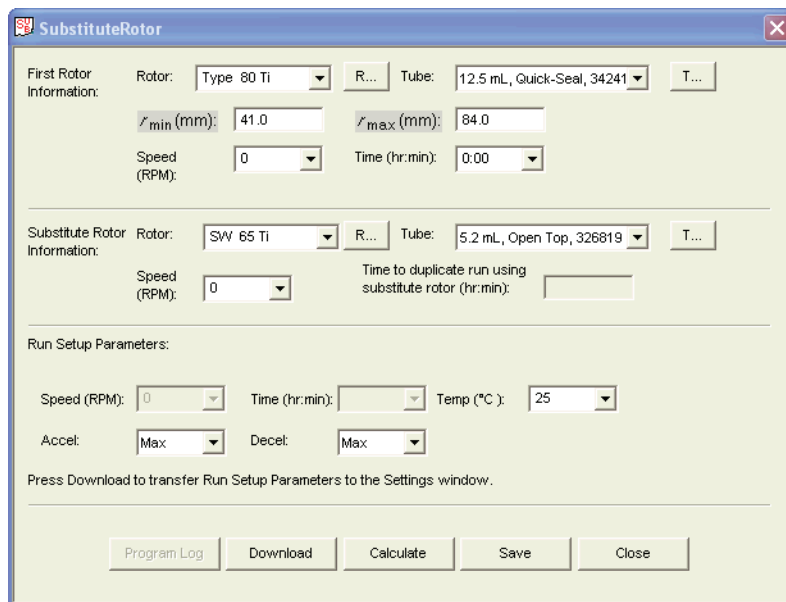 SubstituteRotor
First Rotor Information:
Rotor: Type 80 Ti R... Tube: 12.5 mL, Quick-Seal, 34241 T...
rmin (mm): 41.0 rmax (mm): 84.0
Speed (RPM): 0 Time (hr:min): 0:00
Substitute Rotor Information:
Rotor: SW 65 Ti R... Tube: 5.2 mL, Open Top, 326819 T...
Speed (RPM): 0 Time to duplicate run using substitute rotor (hr:min):
Run Setup Parameters:
Speed (RPM): 0 Time (hr:min): Temp (°C ): 25
Accel: Max Decel: Max
Press Download to transfer Run Setup Parameters to the Settings window.
Program Log Download Calculate Save Close